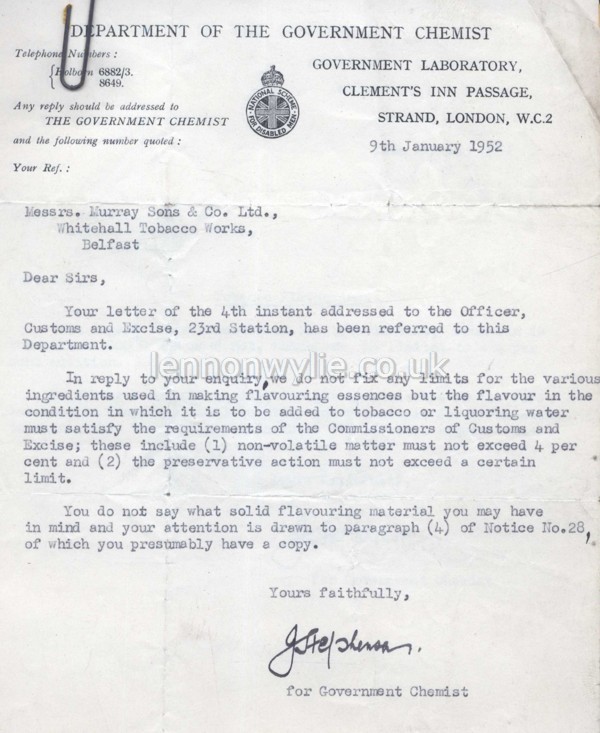 DEPARTMENT OF THE GOVERNMENT CHEMIST
Telephone Numbers :
Holborn 6882/3.
8649.
Any reply should be addressed to
THE GOVERNMENT CHEMIST
and the following number quoted :
Your Ref. :
NATIONAL SCHEME
FOR DISABLED MEN
GOVERNMENT LABORATORY,
CLEMENT'S INN PASSAGE,
STRAND, LONDON, W.C.2
9th January 1952
Messrs. Murray Sons & Co. Ltd.,
Whitehall Tobacco Works,
Belfast
Dear Sirs,
Your letter of the 4th instant addressed to the Officer,
Customs and Excise, 23rd Station, has been referred to this
Department.
lennonwylie.co.uk
In reply to your enquiry, we do not fix any limits for the various
ingredients used in making flavouring essences but the flavour in the
condition in which it is to be added to tobacco or liquoring water
must satisfy the requirements of the Commissioners of Customs and
Excise; these include (1) non-volatile matter must not exceed 4 per
cent and (2) the preservative action must not exceed a certain
limit.
You do not say what solid flavouring material you may have
in mind and your attention is drawn to paragraph (4) of Notice No.28,
of which you presumably have a copy.
Yours faithfully,
J Stephenson.
for Government Chemist